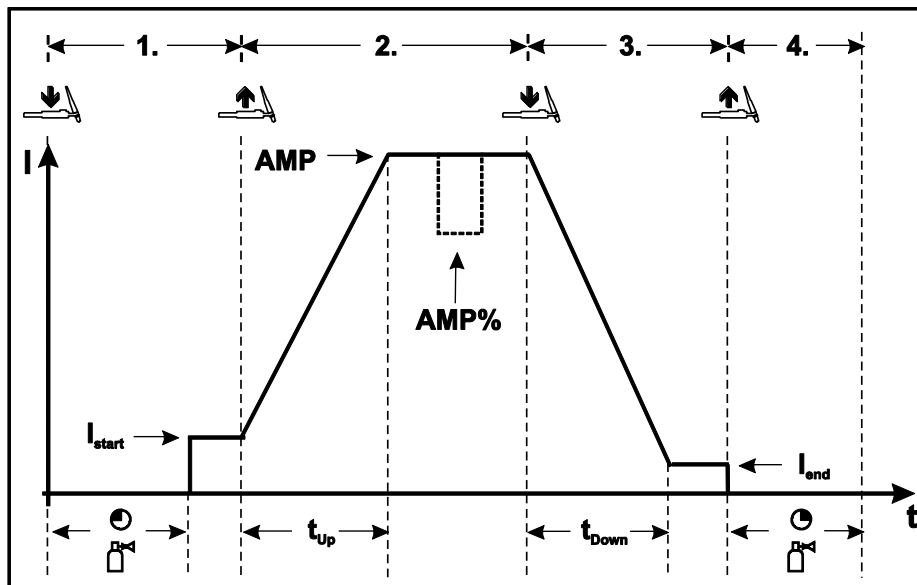 1. 2. 3. 4.
I
AMP
AMP%
Istart
Iend
t
tUp
tDown